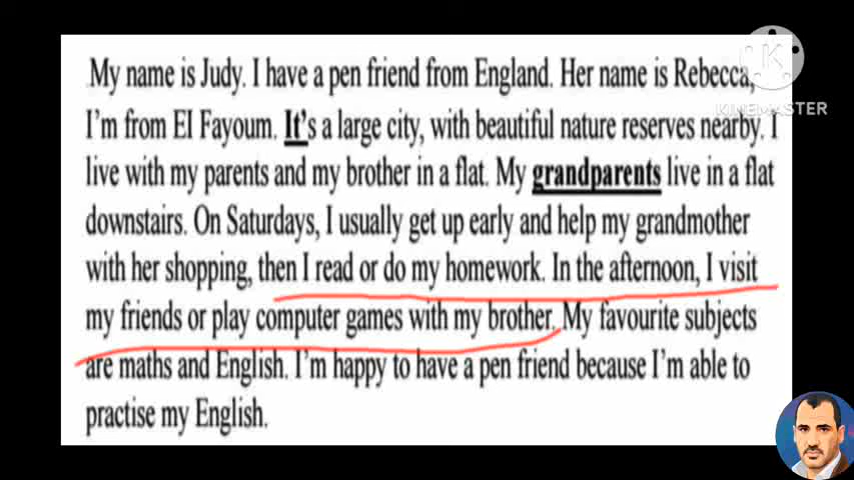 My name is Judy. I have a pen friend from England. Her name is Rebecca,
I'm from El Fayoum. It's a large city, with beautiful nature reserves nearby. I
live with my parents and my brother in a flat. My grandparents live in a flat
downstairs. On Saturdays, I usually get up early and help my grandmother
with her shopping, then I read or do my homework. In the afternoon, I visit
my friends or play computer games with my brother. My favourite subjects
are maths and English. I'm happy to have a pen friend because I'm able to
practise my English.
K
KINEMASTER